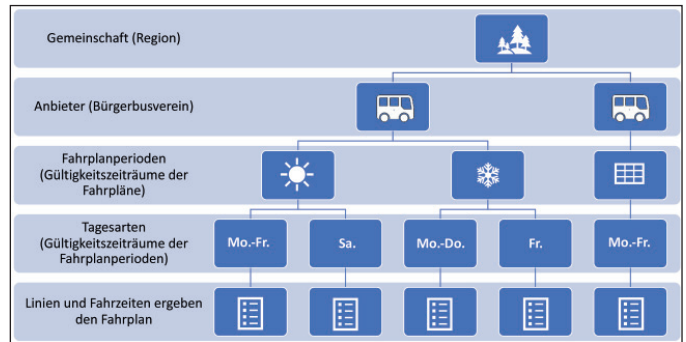 Gemeinschaft (Region)
Anbieter (Bürgerbusverein)
Fahrplanperioden
(Gültigkeitszeiträume der
Fahrpläne)
Tagesarten
(Gültigkeitszeiträume der
Fahrplanperioden)
Mo.-Fr.
Sa.
Mo.-Do.
Fr.
Mo.-Fr.
Linien und Fahrzeiten ergeben
den Fahrplan